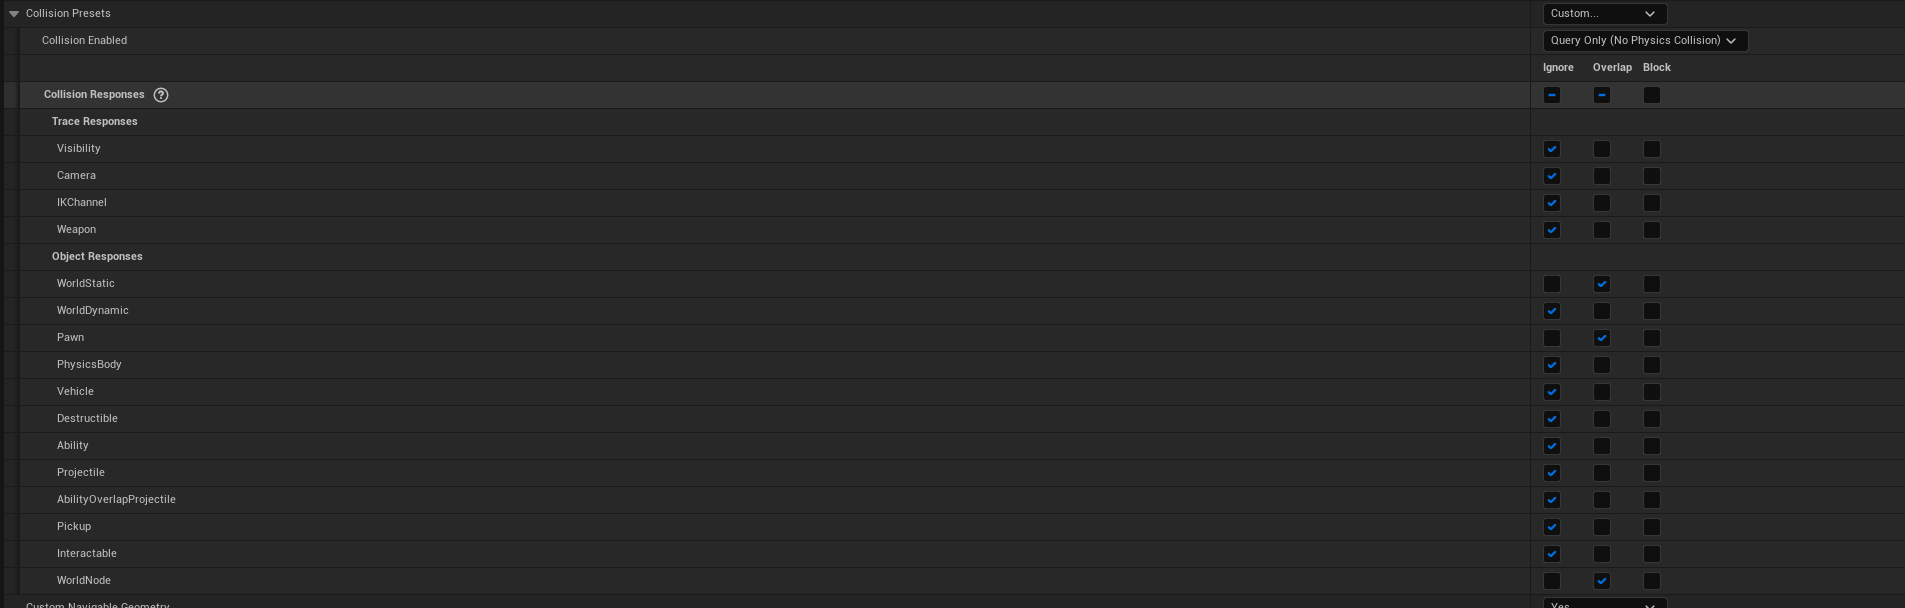 Collision Presets Custom...
Collision Enabled Query Only (No Physics Collision)
Ignore Overlap Block
Collision Responses ?
Trace Responses
Visibility
Camera
IKChannel
Weapon
Object Responses
WorldStatic
WorldDynamic
Pawn
PhysicsBody
Vehicle
Destructible
Ability
Projectile
AbilityOverlapProjectile
Pickup
Interactable
WorldNode
Custom Navigable Geometry Yes